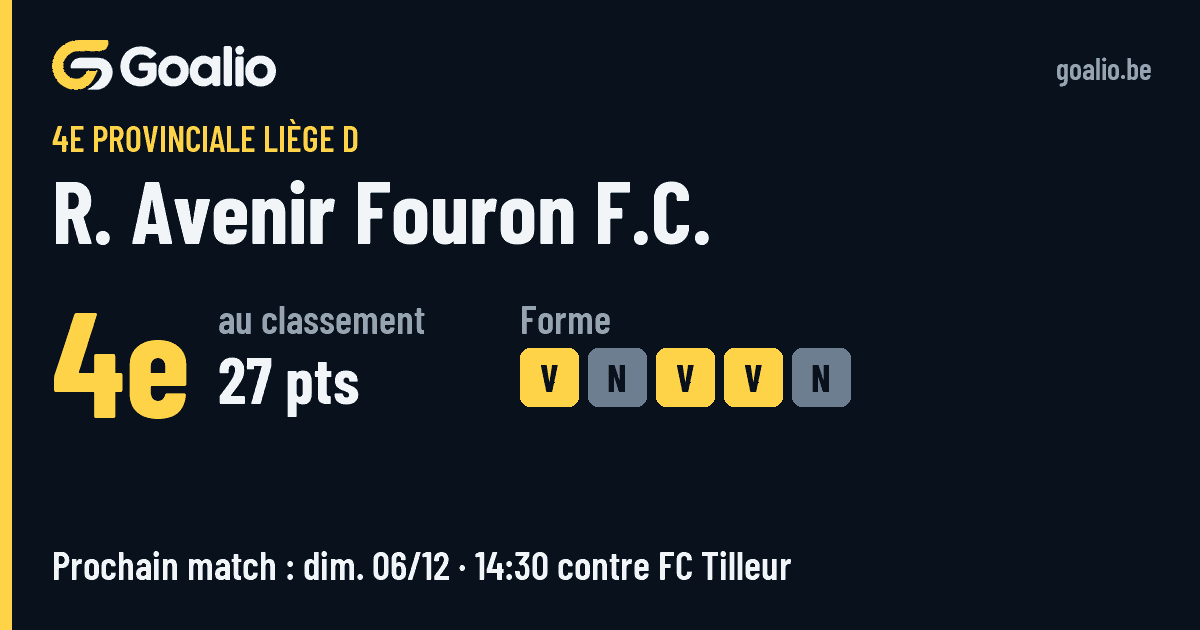 Goalio
goalio.be
4E PROVINCIALE LIÈGE D
R. Avenir Fouron F.C.
4e
au classement
27 pts
Forme
V N V V N
Prochain match : dim. 06/12 · 14:30 contre FC Tilleur